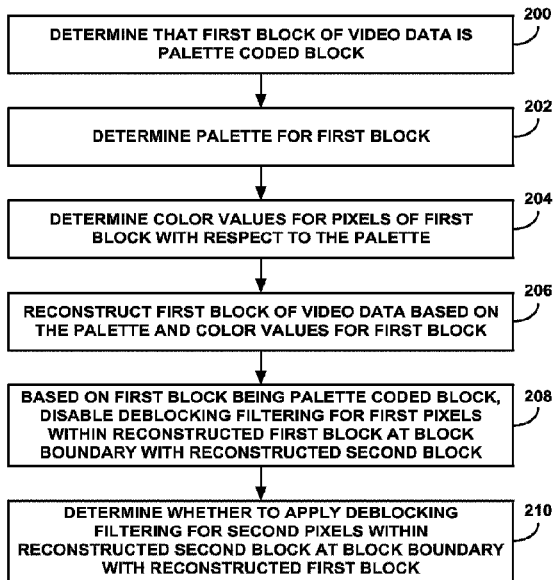 200
DETERMINE THAT FIRST BLOCK OF VIDEO DATA IS
PALETTE CODED BLOCK
202
DETERMINE PALETTE FOR FIRST BLOCK
204
DETERMINE COLOR VALUES FOR PIXELS OF FIRST
BLOCK WITH RESPECT TO THE PALETTE
206
RECONSTRUCT FIRST BLOCK OF VIDEO DATA BASED ON
THE PALETTE AND COLOR VALUES FOR FIRST BLOCK
208
BASED ON FIRST BLOCK BEING PALETTE CODED BLOCK,
DISABLE DEBLOCKING FILTERING FOR FIRST PIXELS
WITHIN RECONSTRUCTED FIRST BLOCK AT BLOCK
BOUNDARY WITH RECONSTRUCTED SECOND BLOCK
210
DETERMINE WHETHER TO APPLY DEBLOCKING
FILTERING FOR SECOND PIXELS WITHIN
RECONSTRUCTED SECOND BLOCK AT BLOCK BOUNDARY
WITH RECONSTRUCTED FIRST BLOCK